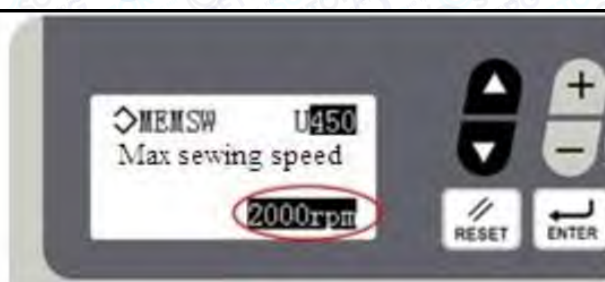 MEMSW U450
Max sewing speed
2000rpm
+
−
RESET
ENTER